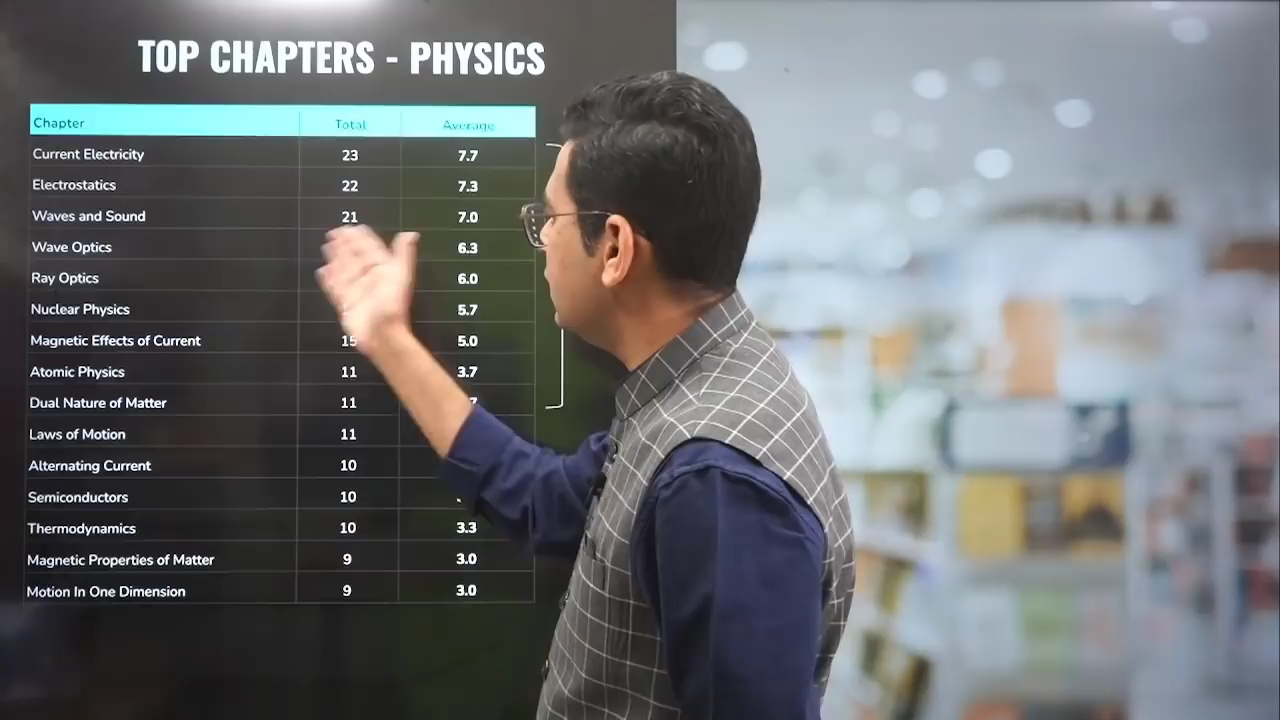 TOP CHAPTERS - PHYSICS
Chapter Total Average
Current Electricity 23 7.7
Electrostatics 22 7.3
Waves and Sound 21 7.0
Wave Optics 6.3
Ray Optics 6.0
Nuclear Physics 5.7
Magnetic Effects of Current 15 5.0
Atomic Physics 11 3.7
Dual Nature of Matter 11
Laws of Motion 11
Alternating Current 10
Semiconductors 10
Thermodynamics 10 3.3
Magnetic Properties of Matter 9 3.0
Motion In One Dimension 9 3.0